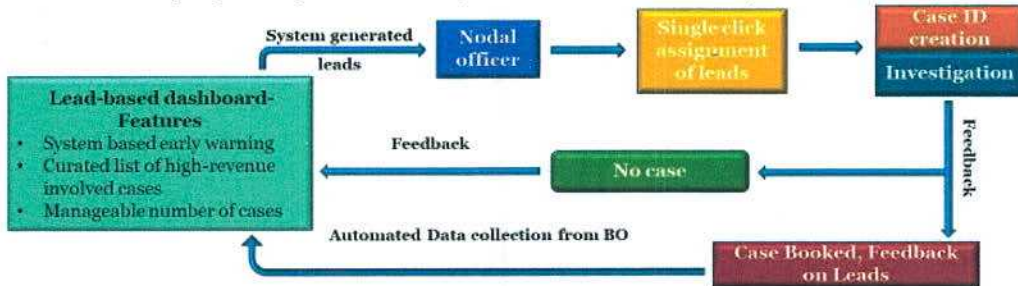 System generated
leads
Nodal
officer
Single click
assignment
of leads
Case ID
creation
Investigation
Lead-based dashboard-
Features
• System based early warning
• Curated list of high-revenue
involved cases
• Manageable number of cases
Feedback
No case
Feedback
Automated Data collection from BO
Case Booked, Feedback
on Leads